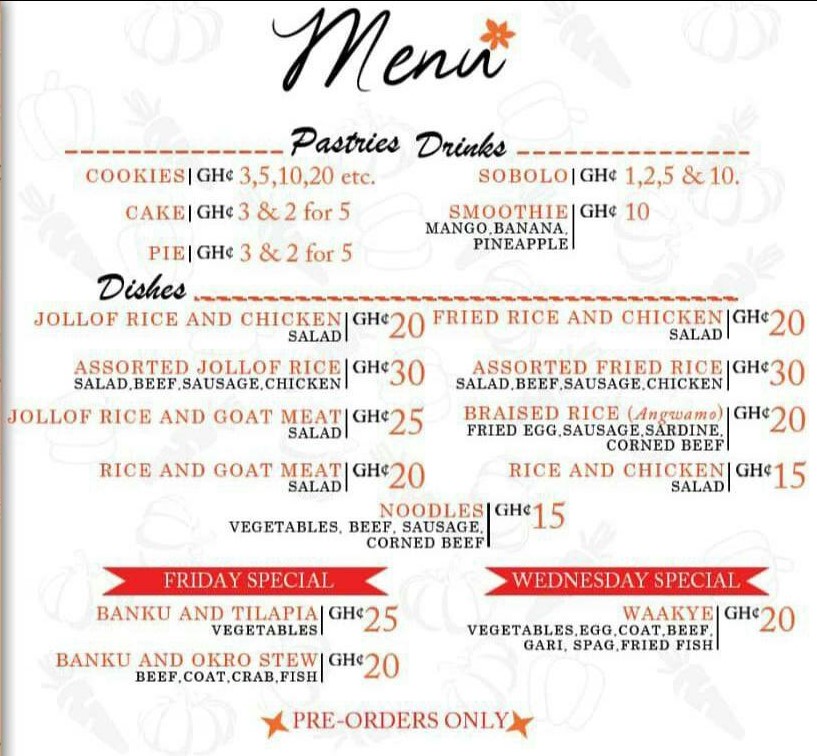 Menu
Pastries Drinks
COOKIES GH¢ 3,5,10,20 etc.
SOBOLO GH¢ 1,2,5 & 10.
CAKE GH¢ 3 & 2 for 5
SMOOTHIE GH¢ 10
MANGO,BANANA,
PINEAPPLE
PIE GH¢ 3 & 2 for 5
Dishes
JOLLOF RICE AND CHICKEN GH¢20
SALAD
FRIED RICE AND CHICKEN GH¢20
SALAD
ASSORTED JOLLOF RICE GH¢30
SALAD,BEEF,SAUSAGE,CHICKEN
ASSORTED FRIED RICE GH¢30
SALAD,BEEF,SAUSAGE,CHICKEN
JOLLOF RICE AND GOAT MEAT GH¢25
SALAD
BRAISED RICE (Angwamo) GH¢20
FRIED EGG,SAUSAGE,SARDINE,
CORNED BEEF
RICE AND GOAT MEAT GH¢20
SALAD
RICE AND CHICKEN GH¢15
SALAD
NOODLES GH¢15
VEGETABLES, BEEF, SAUSAGE,
CORNED BEEF
FRIDAY SPECIAL
BANKU AND TILAPIA GH¢25
VEGETABLES
BANKU AND OKRO STEW GH¢20
BEEF,COAT,CRAB,FISH
WEDNESDAY SPECIAL
WAAKYE GH¢20
VEGETABLES,EGG,COAT,BEEF,
GARI, SPAG,FRIED FISH
PRE-ORDERS ONLY